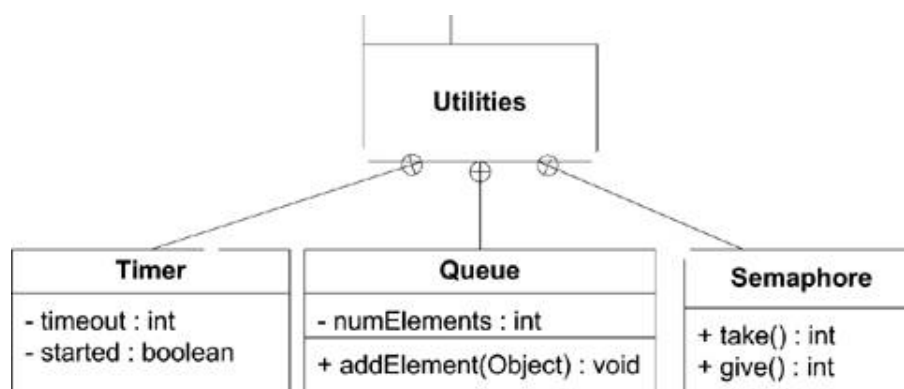 Utilities
Timer
- timeout : int
- started : boolean
Queue
- numElements : int
+ addElement(Object) : void
Semaphore
+ take() : int
+ give() : int